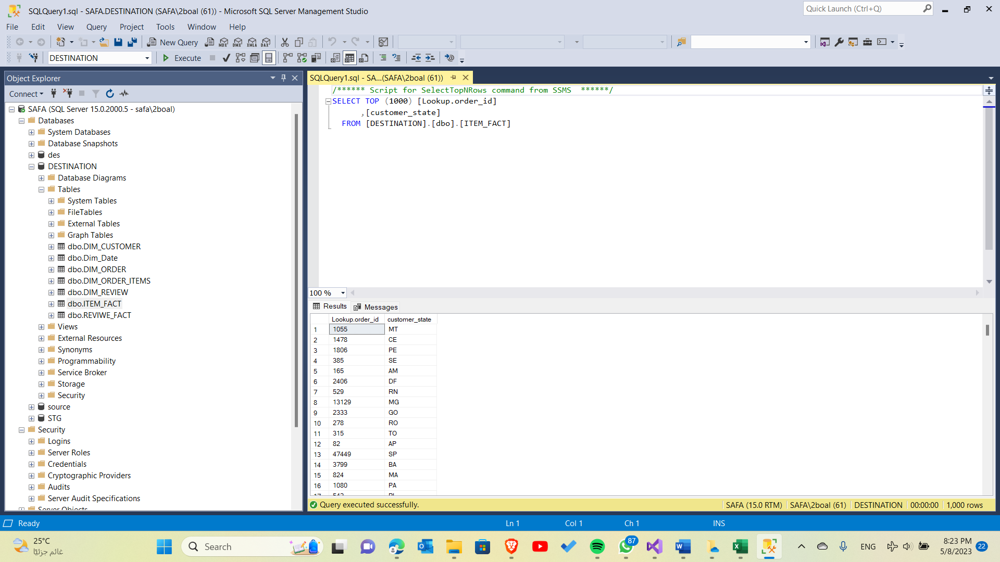 SQLQuery1.sql - SAFA.DESTINATION (SAFA\2boal (61)) - Microsoft SQL Server Management Studio
Quick Launch (Ctrl+Q)
File Edit View Query Project Tools Window Help
New Query MDX DMX XMLA DAX
DESTINATION Execute
Object Explorer
Connect
SAFA (SQL Server 15.0.2000.5 - safa\2boal)
Databases
System Databases
Database Snapshots
des
DESTINATION
Database Diagrams
Tables
System Tables
FileTables
External Tables
Graph Tables
dbo.DIM_CUSTOMER
dbo.Dim_Date
dbo.DIM_ORDER
dbo.DIM_ORDER_ITEMS
dbo.DIM_REVIEW
dbo.ITEM_FACT
dbo.REVIWE_FACT
Views
External Resources
Synonyms
Programmability
Service Broker
Storage
Security
source
STG
Security
Logins
Server Roles
Credentials
Cryptographic Providers
Audits
Server Audit Specifications
Server Objects
SQLQuery1.sql - SA...(SAFA\2boal (61))
/****** Script for SelectTopNRows command from SSMS  ******/
SELECT TOP (1000) [Lookup.order_id]
,[customer_state]
FROM [DESTINATION].[dbo].[ITEM_FACT]
100 %
Results Messages
Lookup.order_id customer_state
1 1055 MT
2 1478 CE
3 1806 PE
4 385 SE
5 165 AM
6 2406 DF
7 529 RN
8 13129 MG
9 2333 GO
10 278 RO
11 315 TO
12 82 AP
13 47449 SP
14 3799 BA
15 824 MA
16 1080 PA
Query executed successfully. SAFA (15.0 RTM) SAFA\2boal (61) DESTINATION 00:00:00 1,000 rows
Ready Ln 1 Col 1 Ch 1 INS
25°C
غائم جزئيًا
Search
87
ENG
8:23 PM
5/8/2023
22